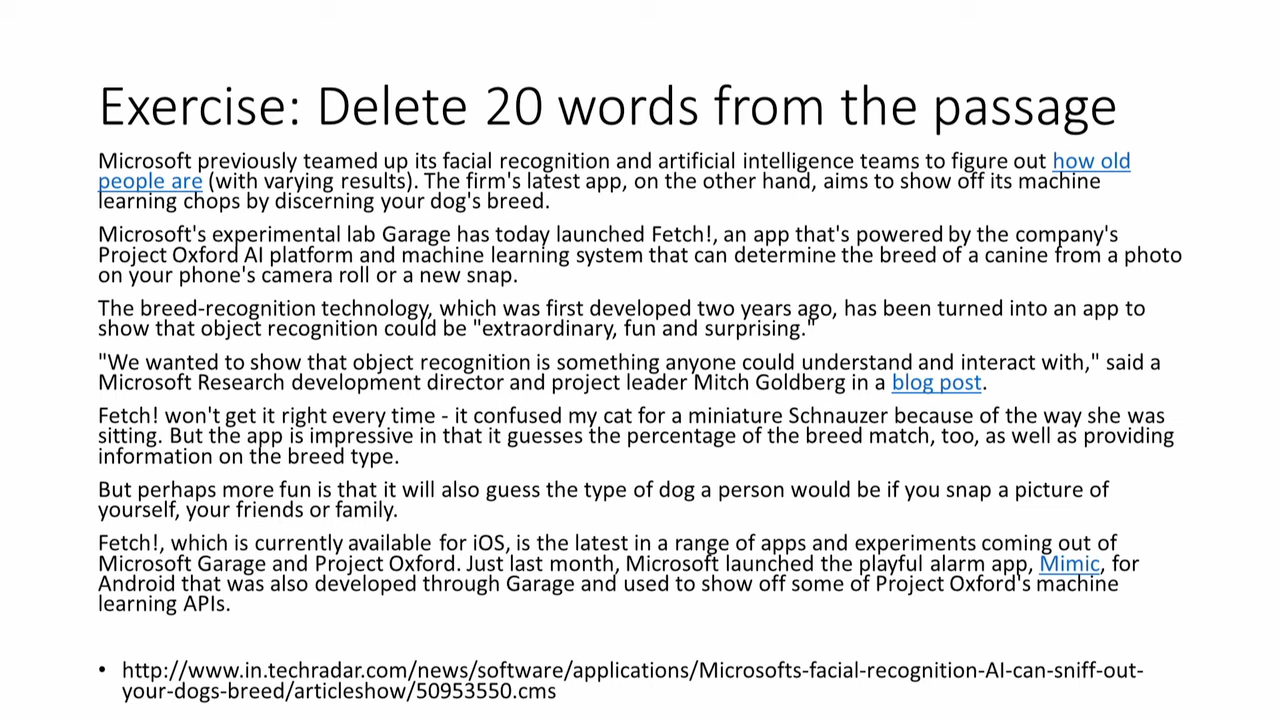 Exercise: Delete 20 words from the passage
Microsoft previously teamed up its facial recognition and artificial intelligence teams to figure out how old
people are (with varying results). The firm's latest app, on the other hand, aims to show off its machine
learning chops by discerning your dog's breed.
Microsoft's experimental lab Garage has today launched Fetch!, an app that's powered by the company's
Project Oxford AI platform and machine learning system that can determine the breed of a canine from a photo
on your phone's camera roll or a new snap.
The breed-recognition technology, which was first developed two years ago, has been turned into an app to
show that object recognition could be "extraordinary, fun and surprising."
"We wanted to show that object recognition is something anyone could understand and interact with," said a
Microsoft Research development director and project leader Mitch Goldberg in a blog post.
Fetch! won't get it right every time - it confused my cat for a miniature Schnauzer because of the way she was
sitting. But the app is impressive in that it guesses the percentage of the breed match, too, as well as providing
information on the breed type.
But perhaps more fun is that it will also guess the type of dog a person would be if you snap a picture of
yourself, your friends or family.
Fetch!, which is currently available for iOS, is the latest in a range of apps and experiments coming out of
Microsoft Garage and Project Oxford. Just last month, Microsoft launched the playful alarm app, Mimic, for
Android that was also developed through Garage and used to show off some of Project Oxford's machine
learning APIs.
• http://www.in.techradar.com/news/software/applications/Microsofts-facial-recognition-AI-can-sniff-out-
your-dogs-breed/articleshow/50953550.cms